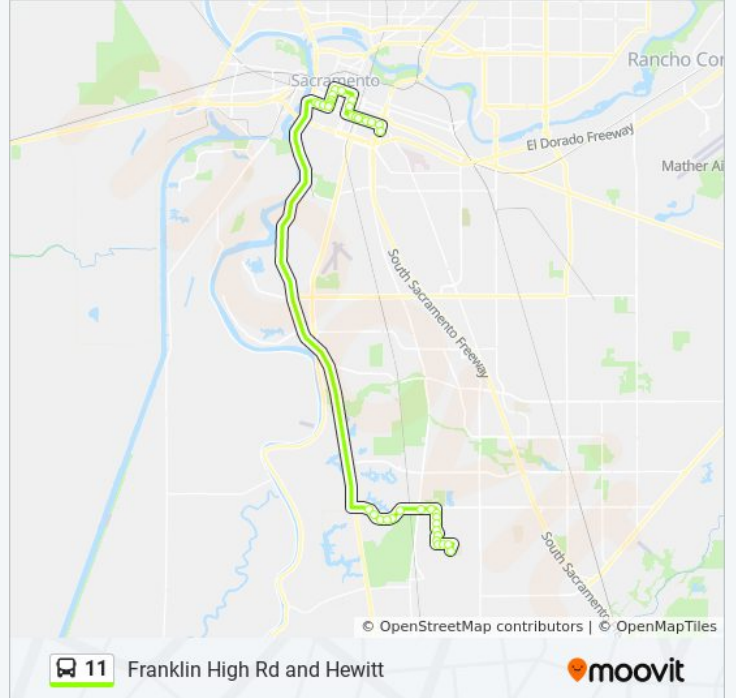 Sacramento
Rancho Cor
El Dorado Freeway
Mather Ai
South Sacramento Freeway
South Sacramento
© OpenStreetMap contributors | © OpenMapTiles
11 Franklin High Rd and Hewitt
moovit